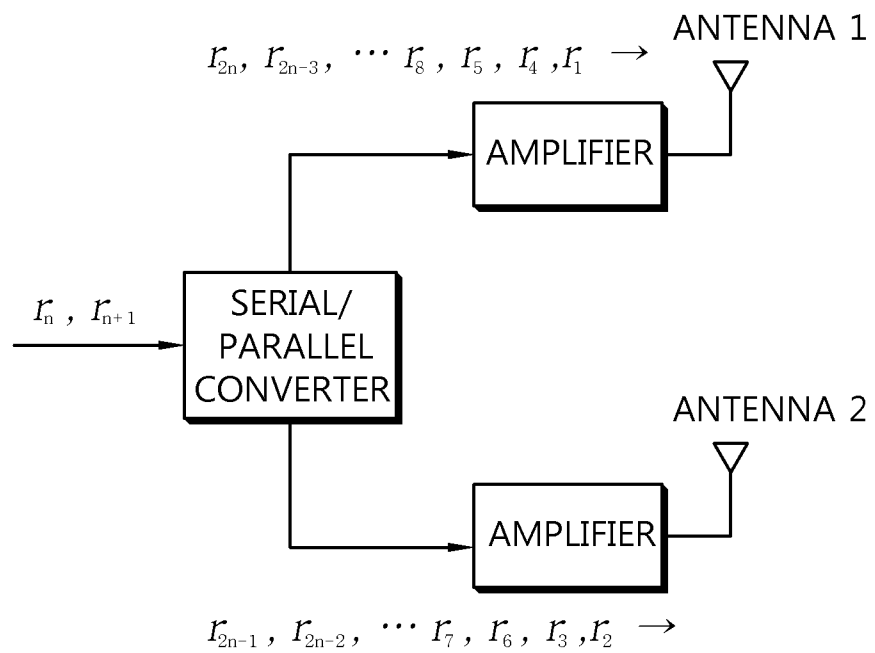 ANTENNA 1
r₂ₙ, r₂ₙ₋₃, ⋯ r₈, r₅, r₄, r₁ →
AMPLIFIER
rₙ, rₙ₊₁
SERIAL/
PARALLEL
CONVERTER
ANTENNA 2
AMPLIFIER
r₂ₙ₋₁, r₂ₙ₋₂, ⋯ r₇, r₆, r₃, r₂ →